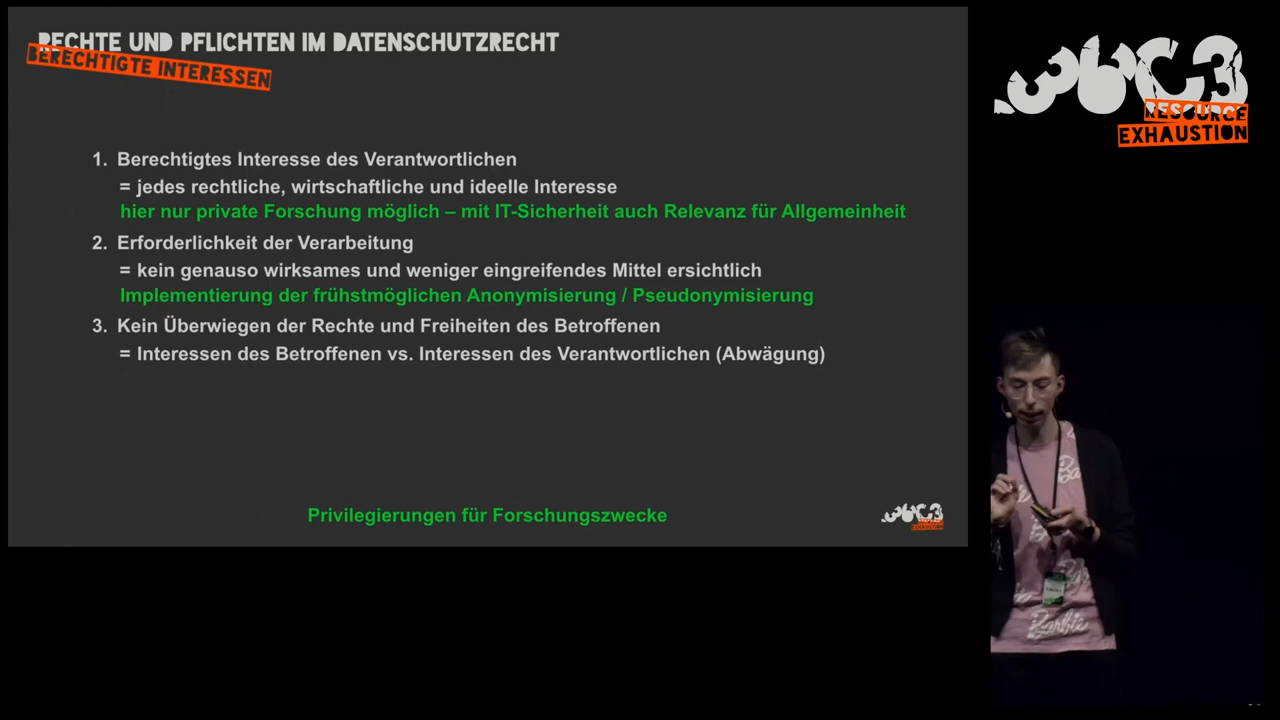 RECHTE UND PFLICHTEN IM DATENSCHUTZRECHT
BERECHTIGTE INTERESSEN
1. Berechtigtes Interesse des Verantwortlichen
= jedes rechtliche, wirtschaftliche und ideelle Interesse
hier nur private Forschung möglich – mit IT-Sicherheit auch Relevanz für Allgemeinheit
2. Erforderlichkeit der Verarbeitung
= kein genauso wirksames und weniger eingreifendes Mittel ersichtlich
Implementierung der frühstmöglichen Anonymisierung / Pseudonymisierung
3. Kein Überwiegen der Rechte und Freiheiten des Betroffenen
= Interessen des Betroffenen vs. Interessen des Verantwortlichen (Abwägung)
Privilegierungen für Forschungszwecke
36C3
36C3
RESOURCE
EXHAUSTION
Barbie